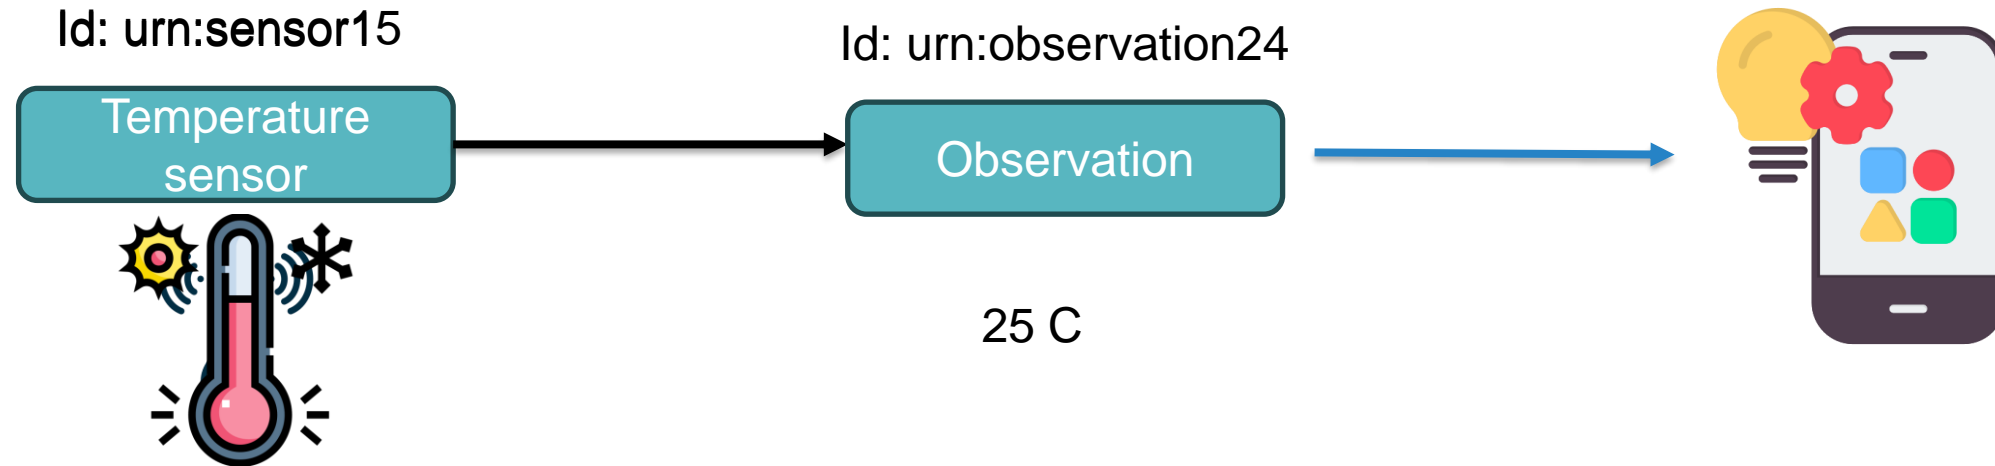 Id: urn:sensor15
Id: urn:observation24
Temperature
sensor
Observation
25 C